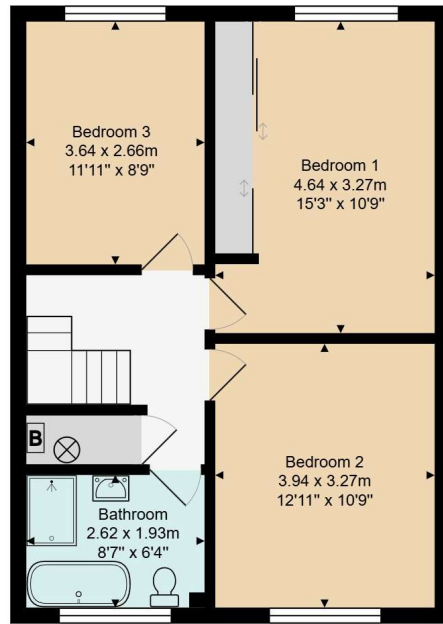 Bedroom 3
3.64 x 2.66m
11'11" x 8'9"
Bedroom 1
4.64 x 3.27m
15'3" x 10'9"
B
Bedroom 2
3.94 x 3.27m
12'11" x 10'9"
Bathroom
2.62 x 1.93m
8'7" x 6'4"